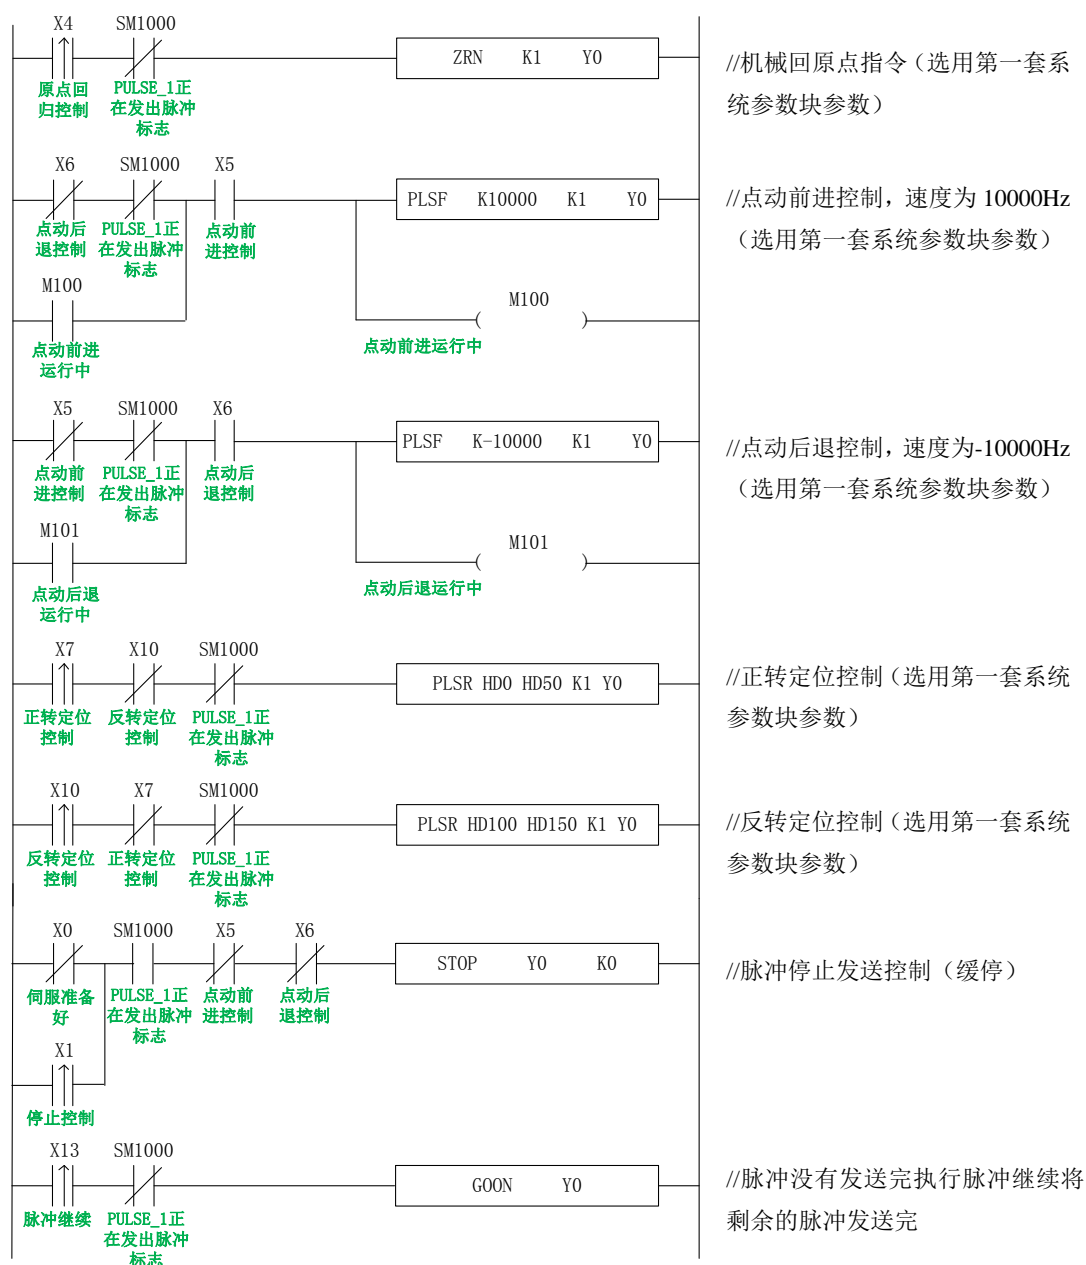 X4 SM1000
ZRN K1 Y0
原点回 PULSE_1正
归控制 在发出脉冲
标志
//机械回原点指令（选用第一套系
统参数块参数）
X6 SM1000 X5
PLSF K10000 K1 Y0
点动后 PULSE_1正 点动前
退控制 在发出脉冲 进控制
标志
//点动前进控制，速度为 10000Hz
（选用第一套系统参数块参数）
M100
M100
( )
点动前进
运行中
点动前进运行中
X5 SM1000 X6
PLSF K-10000 K1 Y0
点动前 PULSE_1正 点动后
进控制 在发出脉冲 退控制
标志
//点动后退控制，速度为-10000Hz
（选用第一套系统参数块参数）
M101
M101
( )
点动后退
运行中
点动后退运行中
X7 X10 SM1000
PLSR HD0 HD50 K1 Y0
正转定位 反转定位 PULSE_1正
控制 控制 在发出脉冲
标志
//正转定位控制（选用第一套系统
参数块参数）
X10 X7 SM1000
PLSR HD100 HD150 K1 Y0
反转定位 正转定位 PULSE_1正
控制 控制 在发出脉冲
标志
//反转定位控制（选用第一套系统
参数块参数）
X0 SM1000 X5 X6
STOP Y0 K0
伺服准备 PULSE_1正 点动前 点动后
好 在发出脉冲 进控制 退控制
标志
//脉冲停止发送控制（缓停）
X1
停止控制
X13 SM1000
GOON Y0
脉冲继续 PULSE_1正
在发出脉冲
标志
//脉冲没有发送完执行脉冲继续将
剩余的脉冲发送完